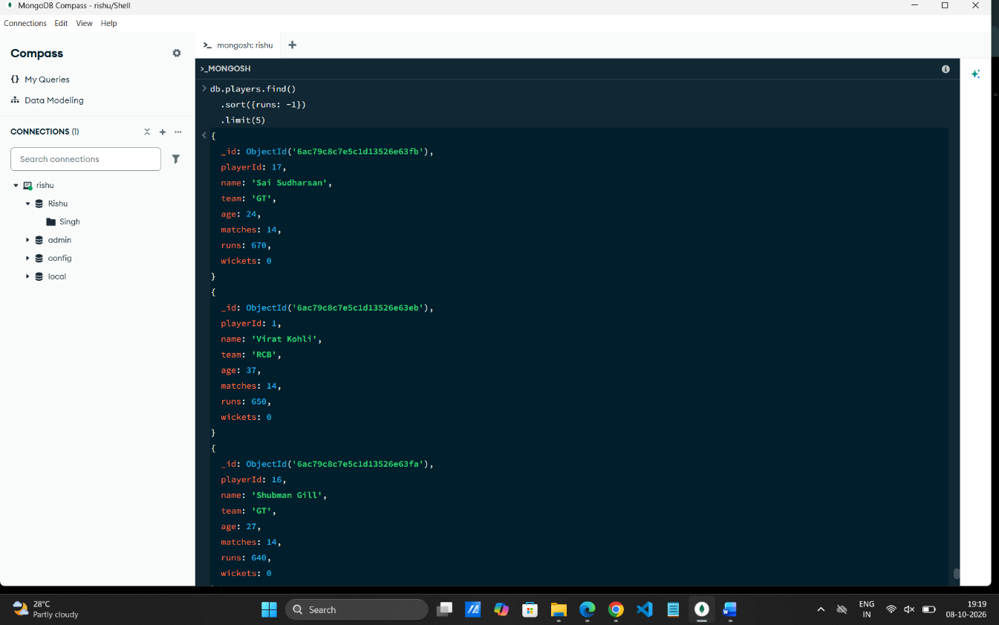 MongoDB Compass - rishu/Shell
Connections Edit View Help
Compass
My Queries
Data Modeling
CONNECTIONS (1)
Search connections
rishu
Rishu
Singh
admin
config
local
>_ mongosh: rishu
>_MONGOSH
db.players.find()
.sort({runs: -1})
.limit(5)
{
_id: ObjectId('6ac79c8c7e5c1d13526e63fb'),
playerId: 17,
name: 'Sai Sudharsan',
team: 'GT',
age: 24,
matches: 14,
runs: 670,
wickets: 0
}
{
_id: ObjectId('6ac79c8c7e5c1d13526e63eb'),
playerId: 1,
name: 'Virat Kohli',
team: 'RCB',
age: 37,
matches: 14,
runs: 650,
wickets: 0
}
{
_id: ObjectId('6ac79c8c7e5c1d13526e63fa'),
playerId: 16,
name: 'Shubman Gill',
team: 'GT',
age: 27,
matches: 14,
runs: 640,
wickets: 0
28°C
Partly cloudy
Search
ENG
IN
19:19
08-10-2026